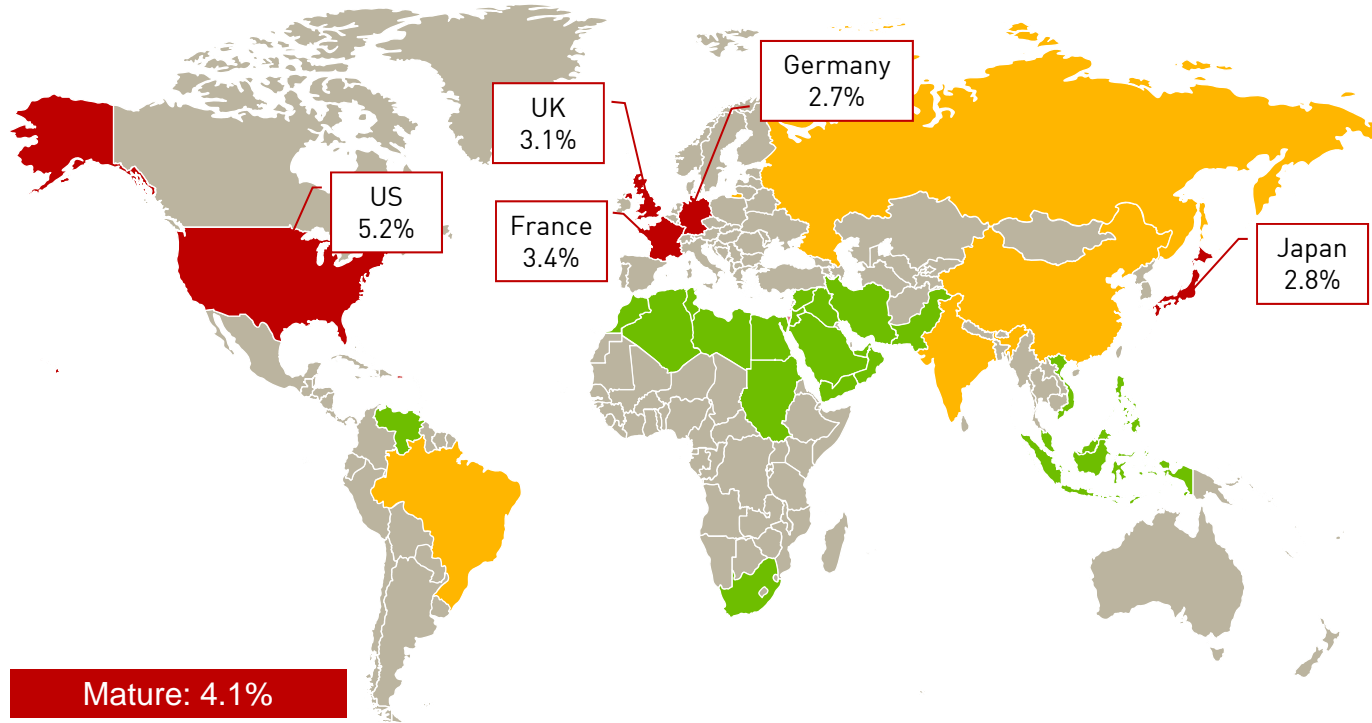 Germany
2.7%
UK
3.1%
US
5.2%
France
3.4%
Japan
2.8%
Mature: 4.1%